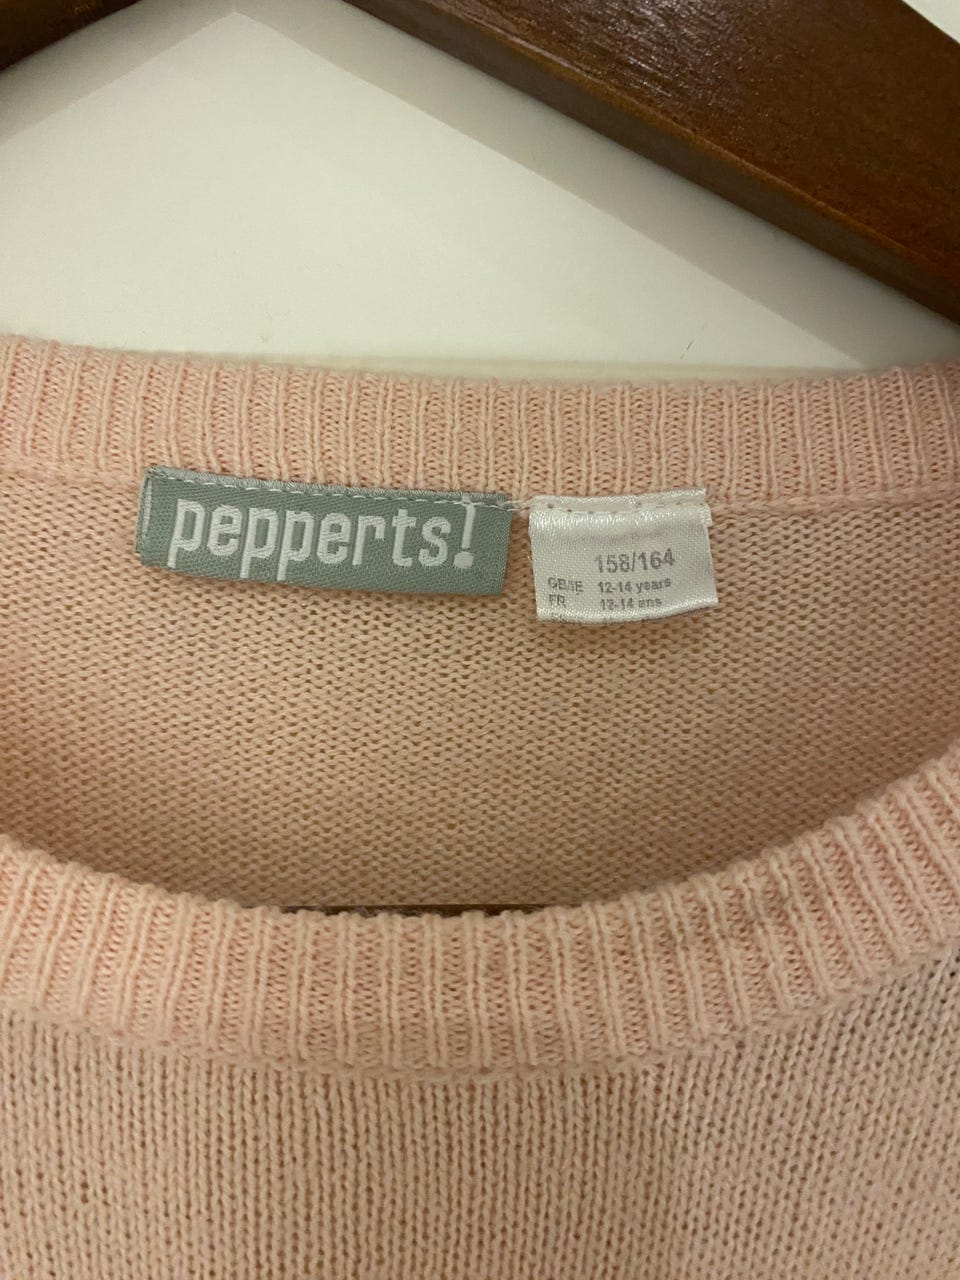 pepperts!
158/164
GB/IE 12-14 years
FR 12-14 ans